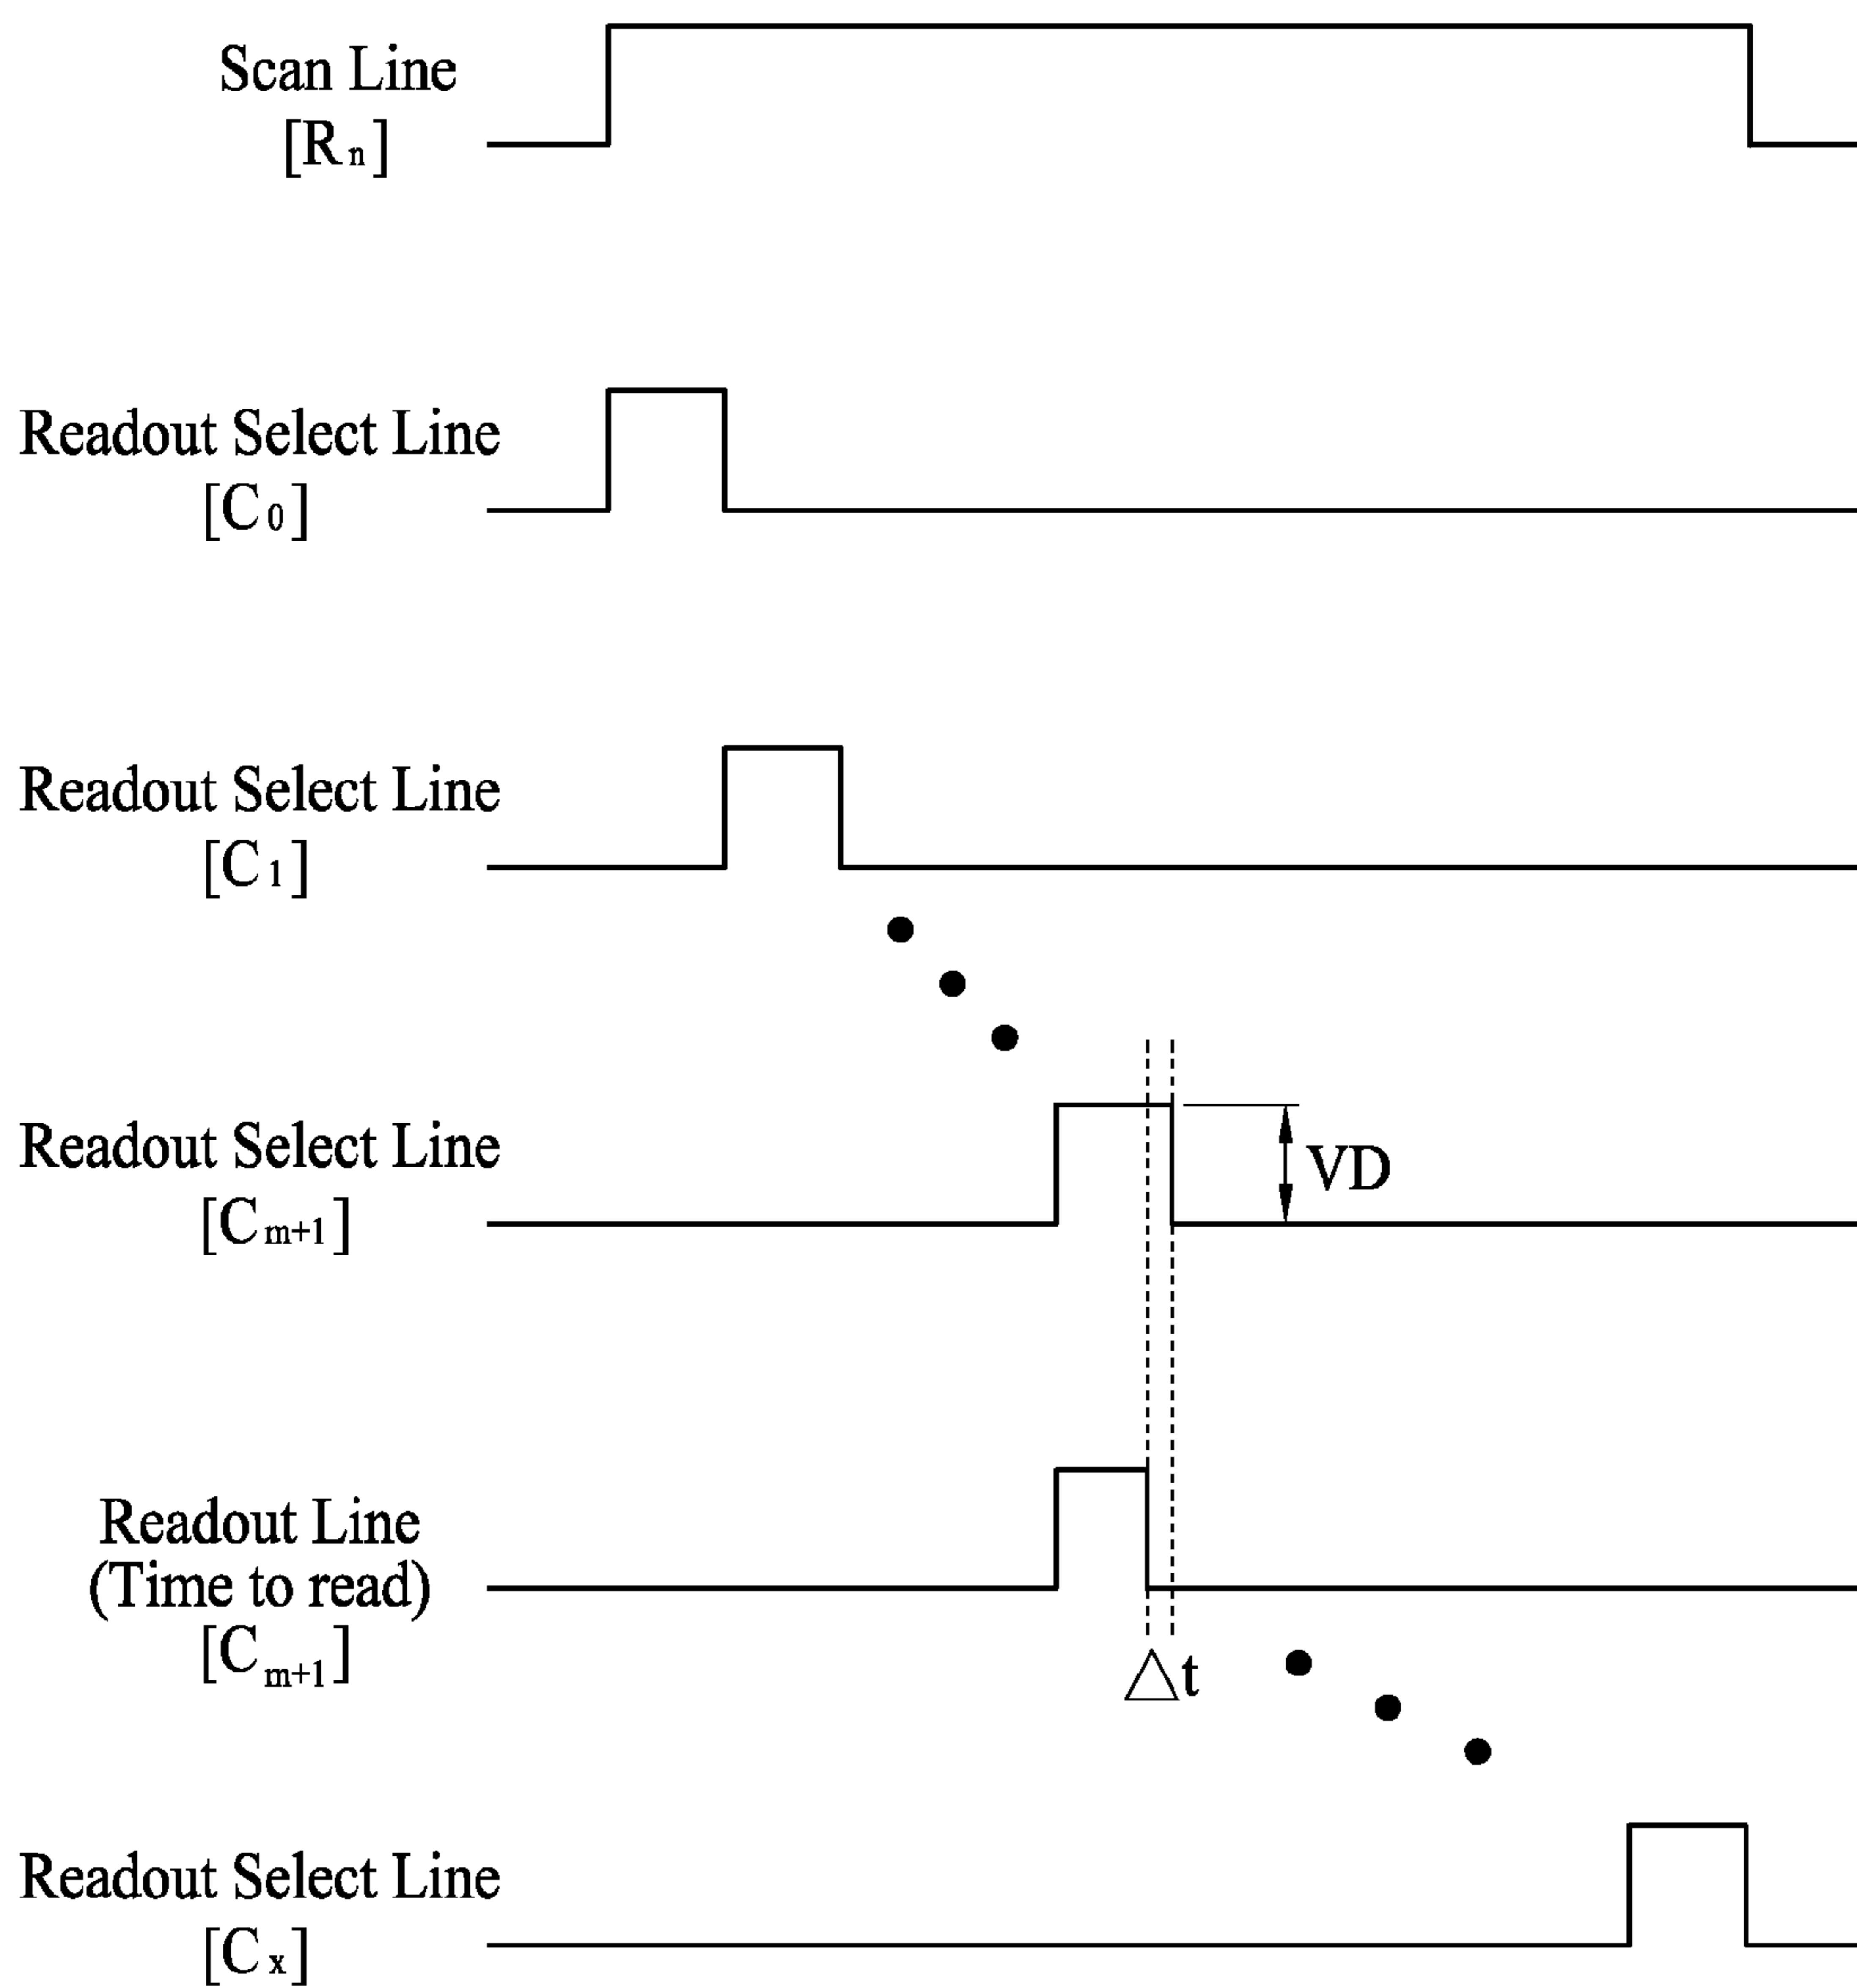 Scan Line
[Rn]
Readout Select Line
[C0]
Readout Select Line
[C1]
Readout Select Line
[Cm+1]
VD
Readout Line
(Time to read)
[Cm+1]
△t
Readout Select Line
[Cx]